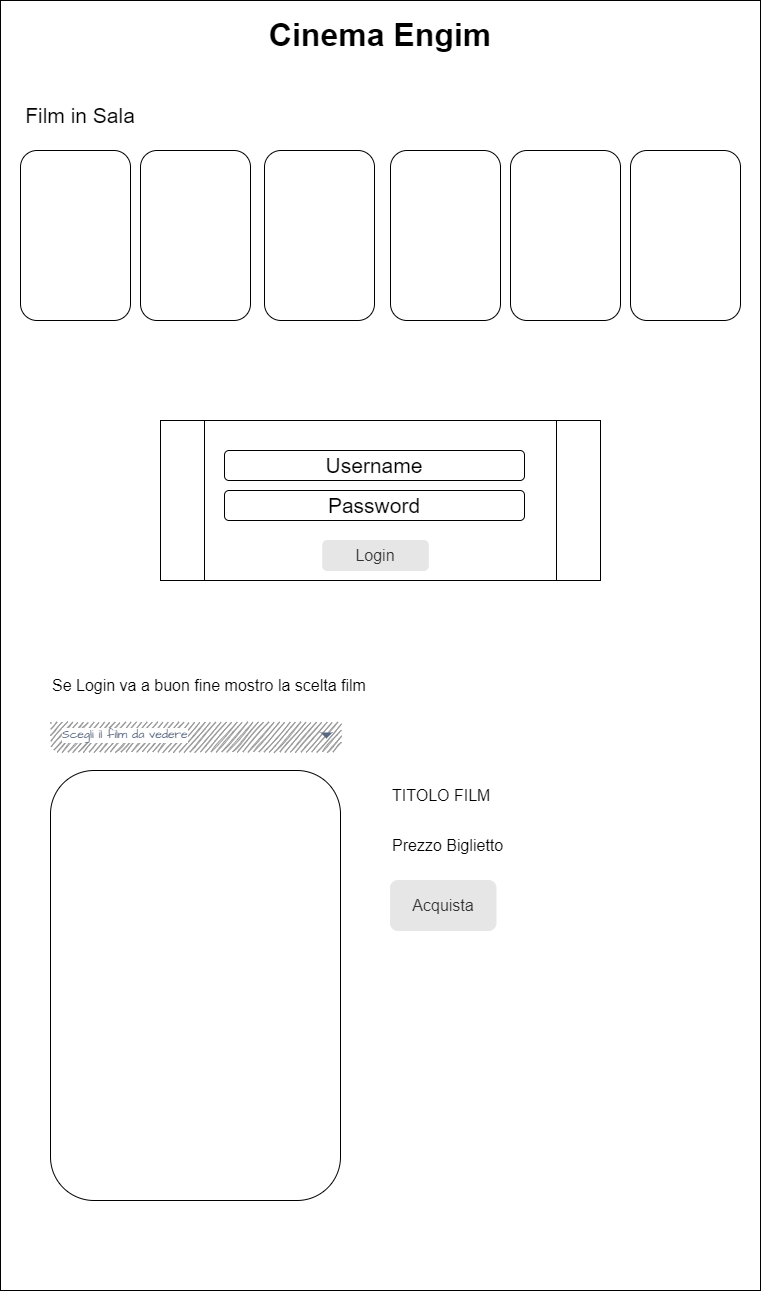 Cinema Engim
Film in Sala
Username
Password
Login
Se Login va a buon fine mostro la scelta film
Scegli il film da vedere
TITOLO FILM
Prezzo Biglietto
Acquista